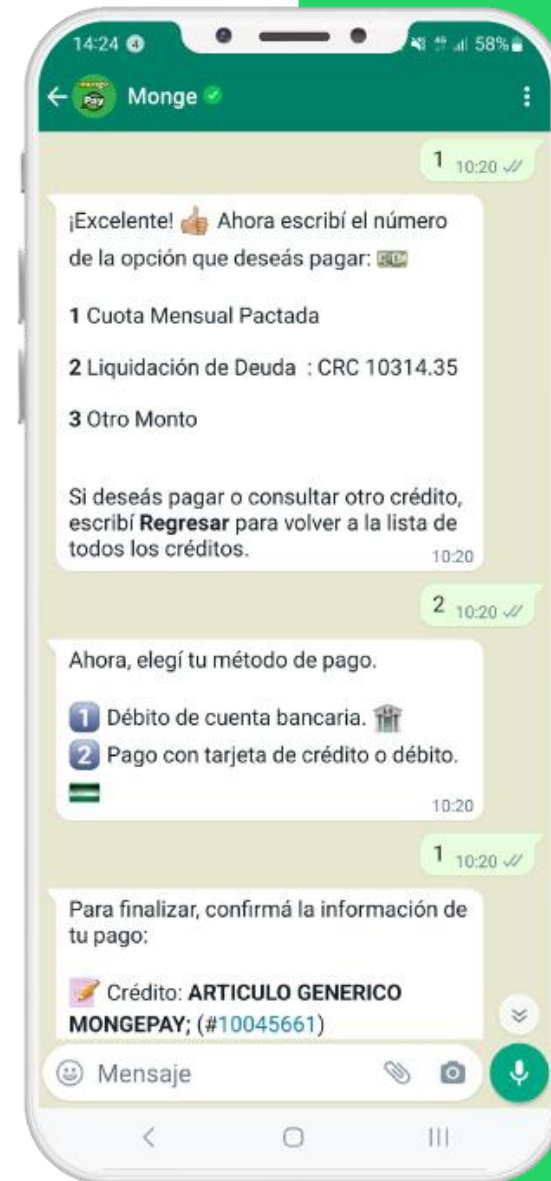 14:24 4 58%
monge
Pay
Monge
1 10:20
¡Excelente! 👍 Ahora escribí el número
de la opción que deseás pagar: 💵
1 Cuota Mensual Pactada
2 Liquidación de Deuda : CRC 10314.35
3 Otro Monto
Si deseás pagar o consultar otro crédito,
escribí Regresar para volver a la lista de
todos los créditos.
10:20
2 10:20
Ahora, elegí tu método de pago.
1 Débito de cuenta bancaria. 🏦
2 Pago con tarjeta de crédito o débito.
10:20
1 10:20
Para finalizar, confirmá la información de
tu pago:
📝 Crédito: ARTICULO GENERICO
MONGEPAY; (#10045661)
Mensaje